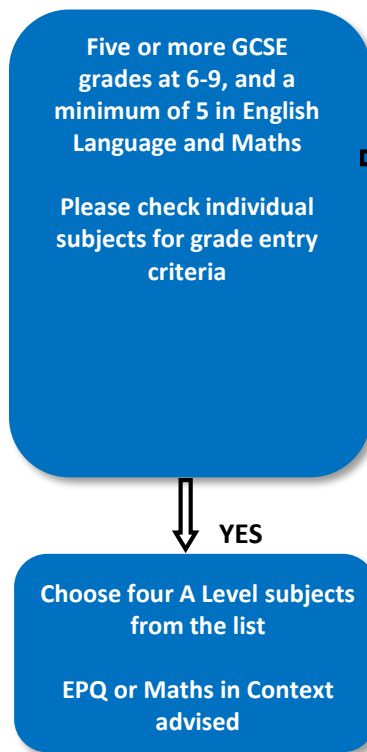 Five or more GCSE
grades at 6-9, and a
minimum of 5 in English
Language and Maths
Please check individual
subjects for grade entry
criteria
YES
Choose four A Level subjects
from the list
EPQ or Maths in Context
advised